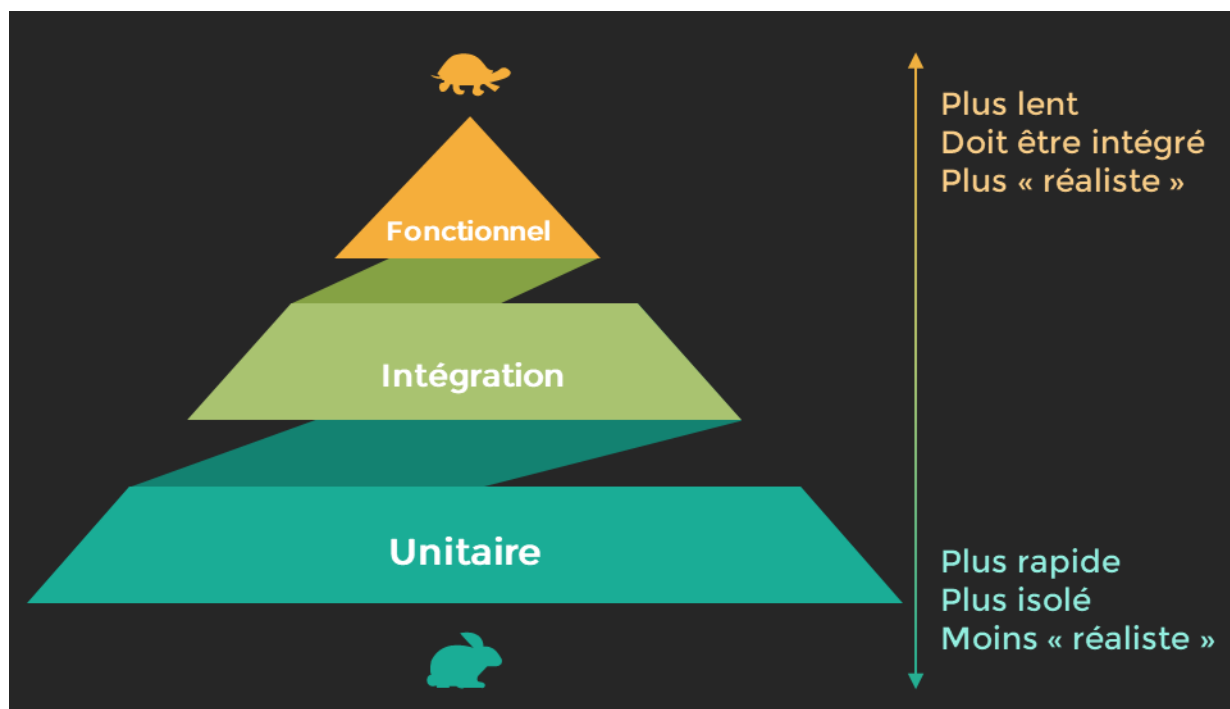 Plus lent
Doit être intégré
Plus « réaliste »
Fonctionnel
Intégration
Unitaire
Plus rapide
Plus isolé
Moins « réaliste »